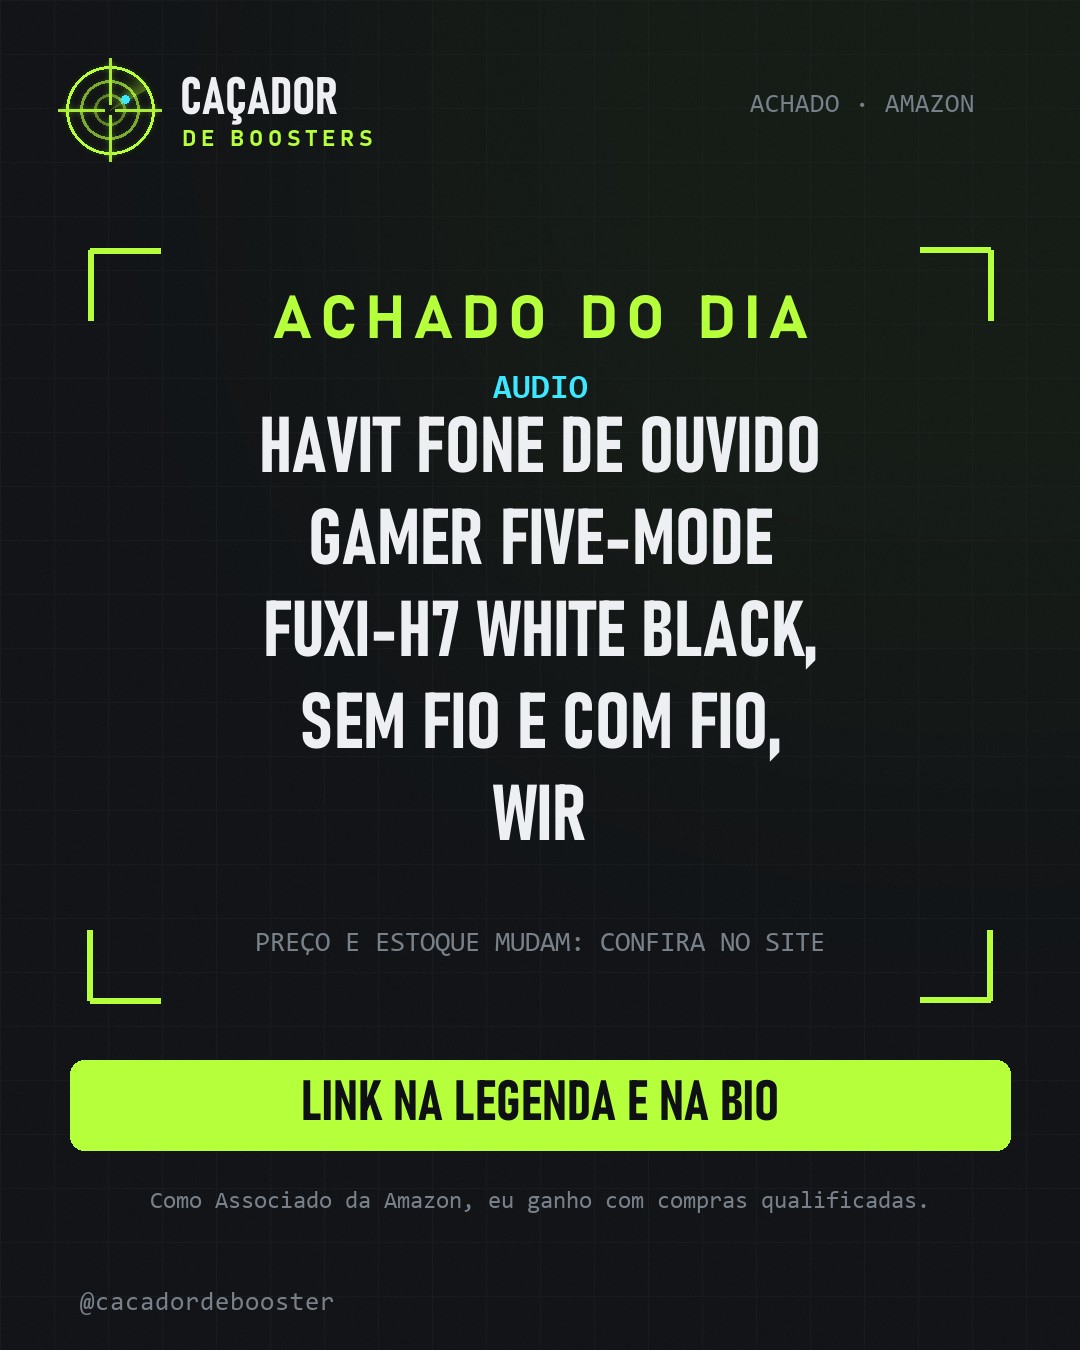 CAÇADOR
DE BOOSTERS
ACHADO · AMAZON
ACHADO DO DIA
AUDIO
HAVIT FONE DE OUVIDO
GAMER FIVE-MODE
FUXI-H7 WHITE BLACK,
SEM FIO E COM FIO,
WIR
PREÇO E ESTOQUE MUDAM: CONFIRA NO SITE
LINK NA LEGENDA E NA BIO
Como Associado da Amazon, eu ganho com compras qualificadas.
@cacadordebooster